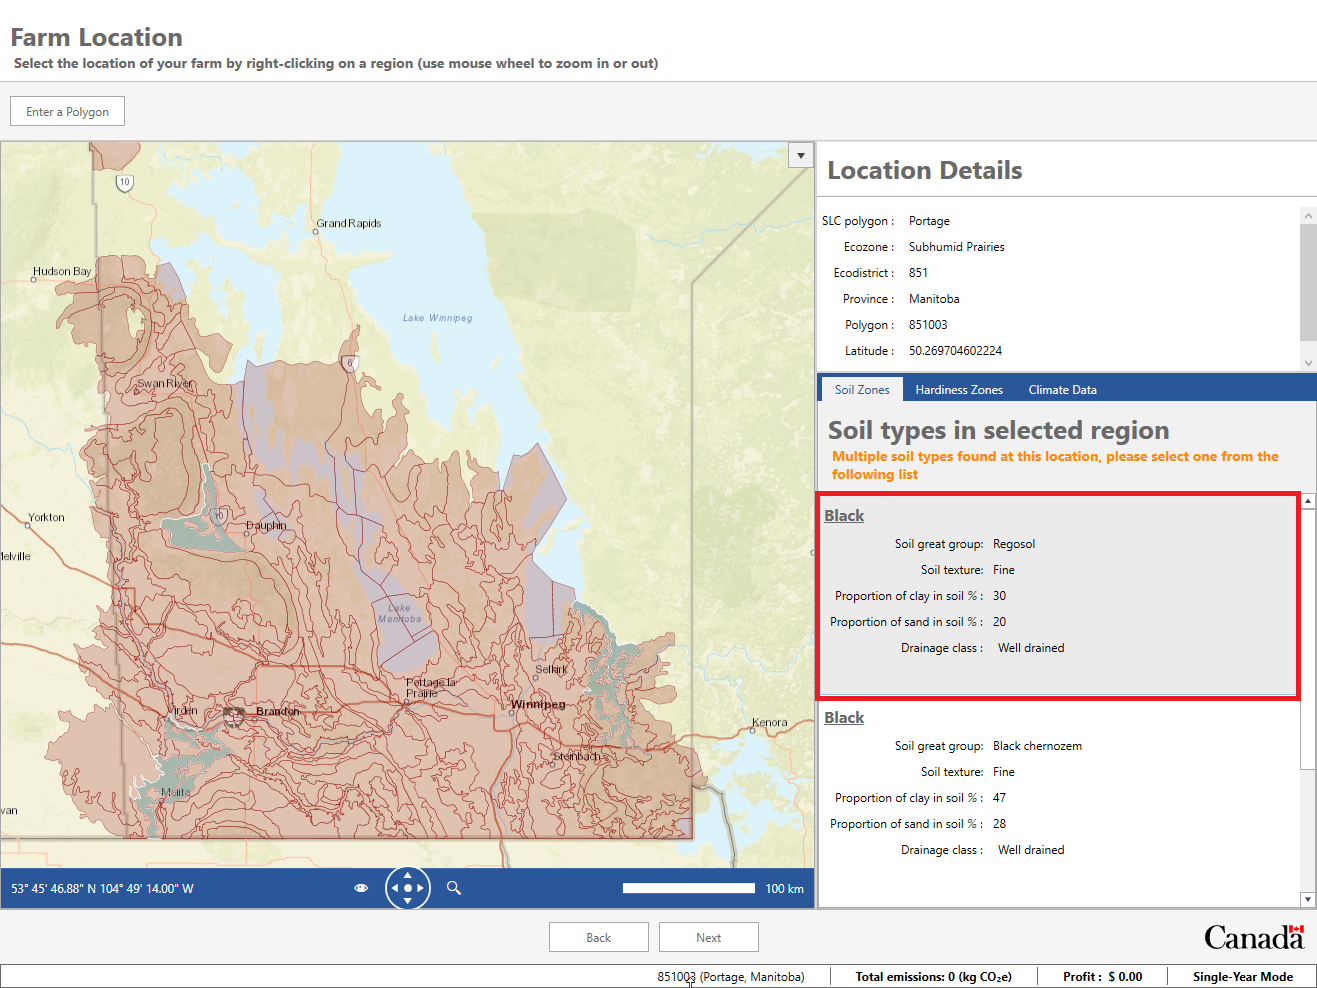 Farm Location
Select the location of your farm by right-clicking on a region (use mouse wheel to zoom in or out)
Enter a Polygon
10
Grand Rapids
Hudson Bay
Lake Winnipeg
6
Swan River
Yorkton
10
Dauphin
Melville
Lake
Manitoba
Selkirk
Portage la
Prairie
Virden
Brandon
Winnipeg
Kenora
Steinbach
Melita
van
53° 45' 46.88" N 104° 49' 14.00" W
100 km
Location Details
SLC polygon : Portage
Ecozone : Subhumid Prairies
Ecodistrict : 851
Province : Manitoba
Polygon : 851003
Latitude : 50.269704602224
Soil Zones Hardiness Zones Climate Data
Soil types in selected region
Multiple soil types found at this location, please select one from the
following list
Black
Soil great group: Regosol
Soil texture: Fine
Proportion of clay in soil % : 30
Proportion of sand in soil % : 20
Drainage class : Well drained
Black
Soil great group: Black chernozem
Soil texture: Fine
Proportion of clay in soil % : 47
Proportion of sand in soil % : 28
Drainage class : Well drained
Back Next
Canada
851003 (Portage, Manitoba) Total emissions: 0 (kg CO₂e) Profit : $ 0.00 Single-Year Mode